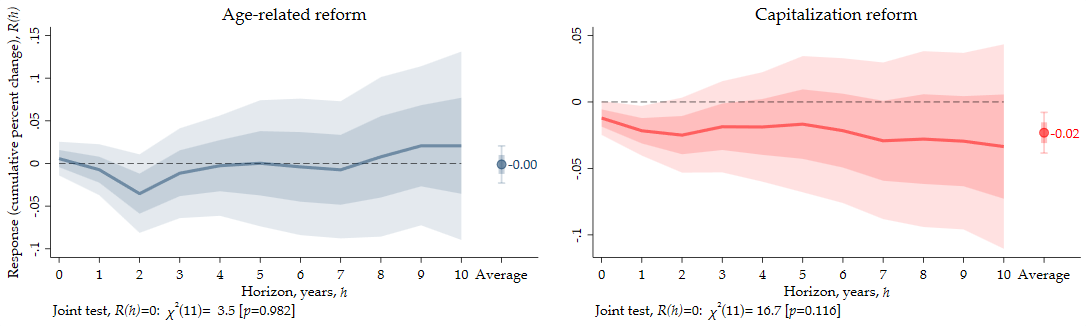 Age-related reform
Response (cumulative percent change), R(h)
.15
.1
.05
0
-.05
-.1
-0.00
0 1 2 3 4 5 6 7 8 9 10 Average
Horizon, years, h
Joint test, R(h)=0: χ²(11)= 3.5 [p=0.982]
Capitalization reform
.05
0
-.05
-.1
-0.02
0 1 2 3 4 5 6 7 8 9 10 Average
Horizon, years, h
Joint test, R(h)=0: χ²(11)= 16.7 [p=0.116]